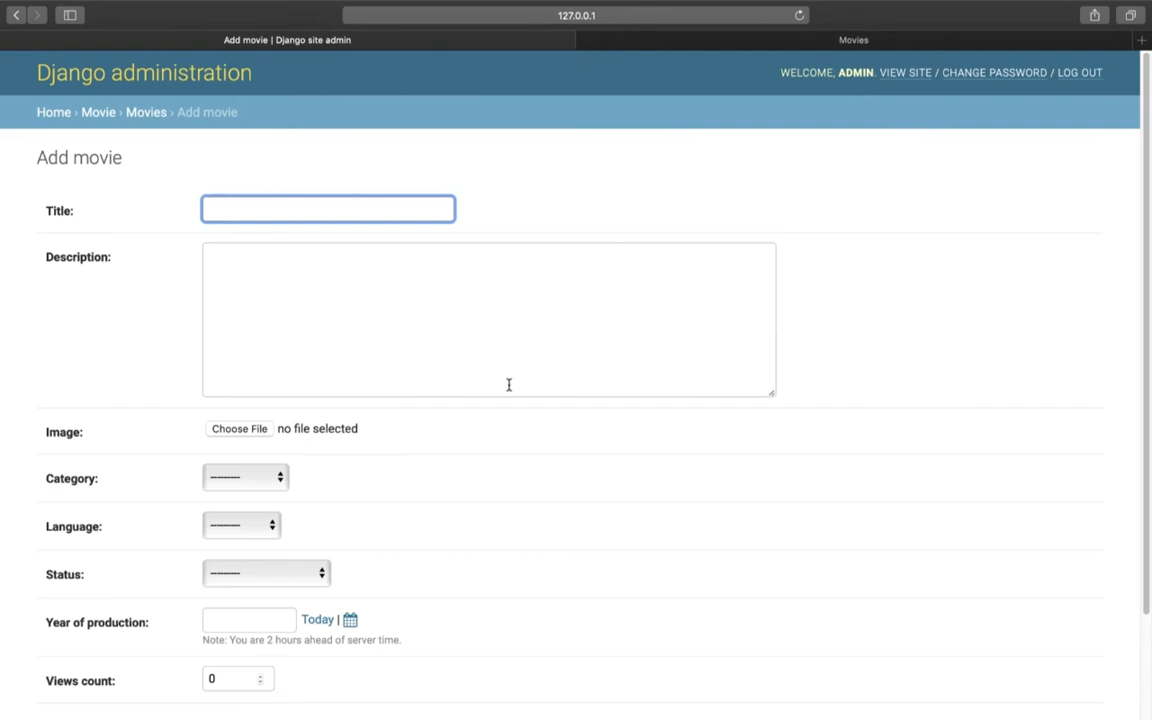 127.0.0.1
Add movie | Django site admin
Movies
Django administration
WELCOME, ADMIN. VIEW SITE / CHANGE PASSWORD / LOG OUT
Home › Movie › Movies › Add movie
Add movie
Title:
Description:
Image:
Choose File no file selected
Category:
---------
Language:
---------
Status:
---------
Year of production:
Today |
Note: You are 2 hours ahead of server time.
Views count:
0